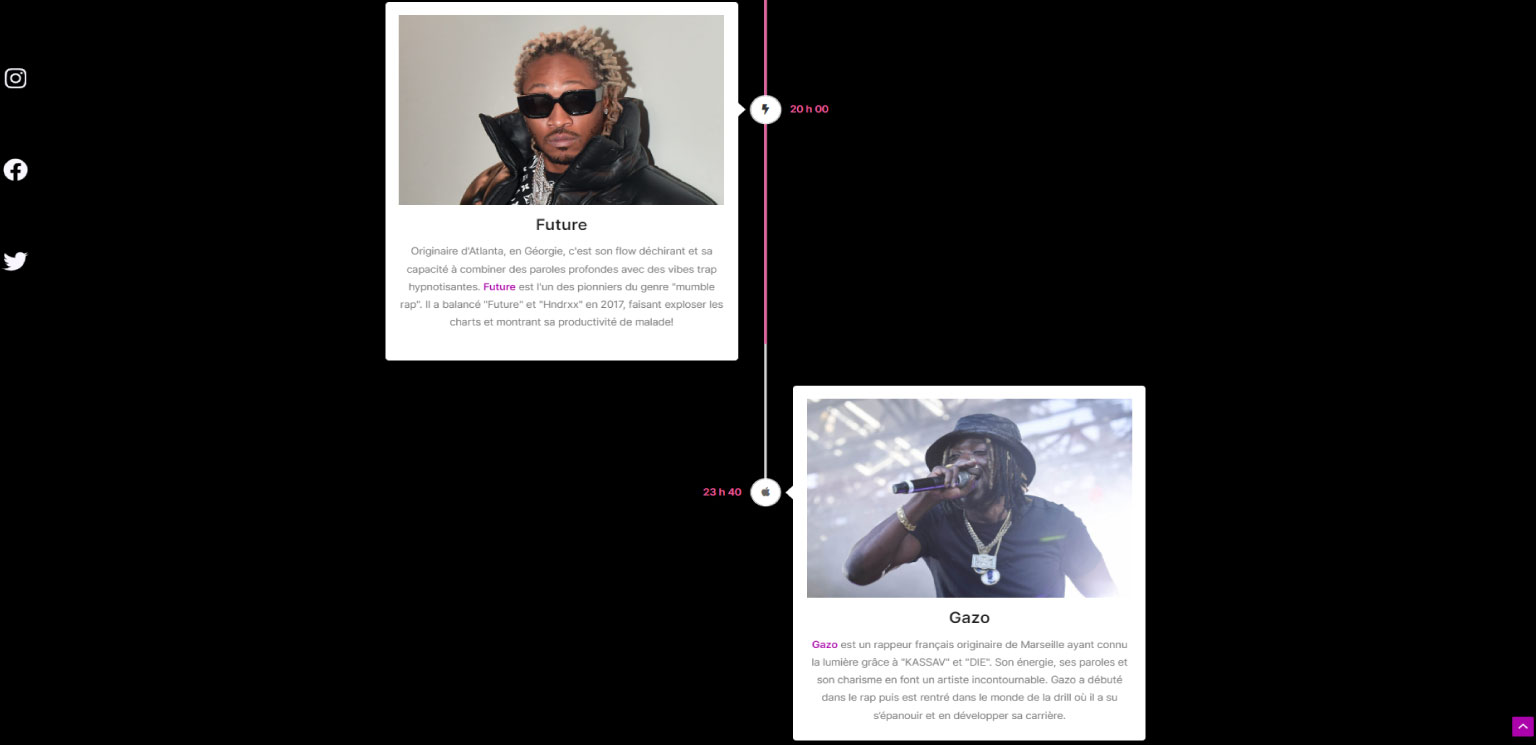 20 h 00
Future
Originaire d'Atlanta, en Géorgie, c'est son flow déchirant et sa
capacité à combiner des paroles profondes avec des vibes trap
hypnotisantes. Future est l'un des pionniers du genre "mumble
rap". Il a balancé "Future" et "Hndrxx" en 2017, faisant exploser les
charts et montrant sa productivité de malade!
23 h 40
Gazo
Gazo est un rappeur français originaire de Marseille ayant connu
la lumière grâce à "KASSAV" et "DIE". Son énergie, ses paroles et
son charisme en font un artiste incontournable. Gazo a débuté
dans le rap puis est rentré dans le monde de la drill où il a su
s'épanouir et en développer sa carrière.